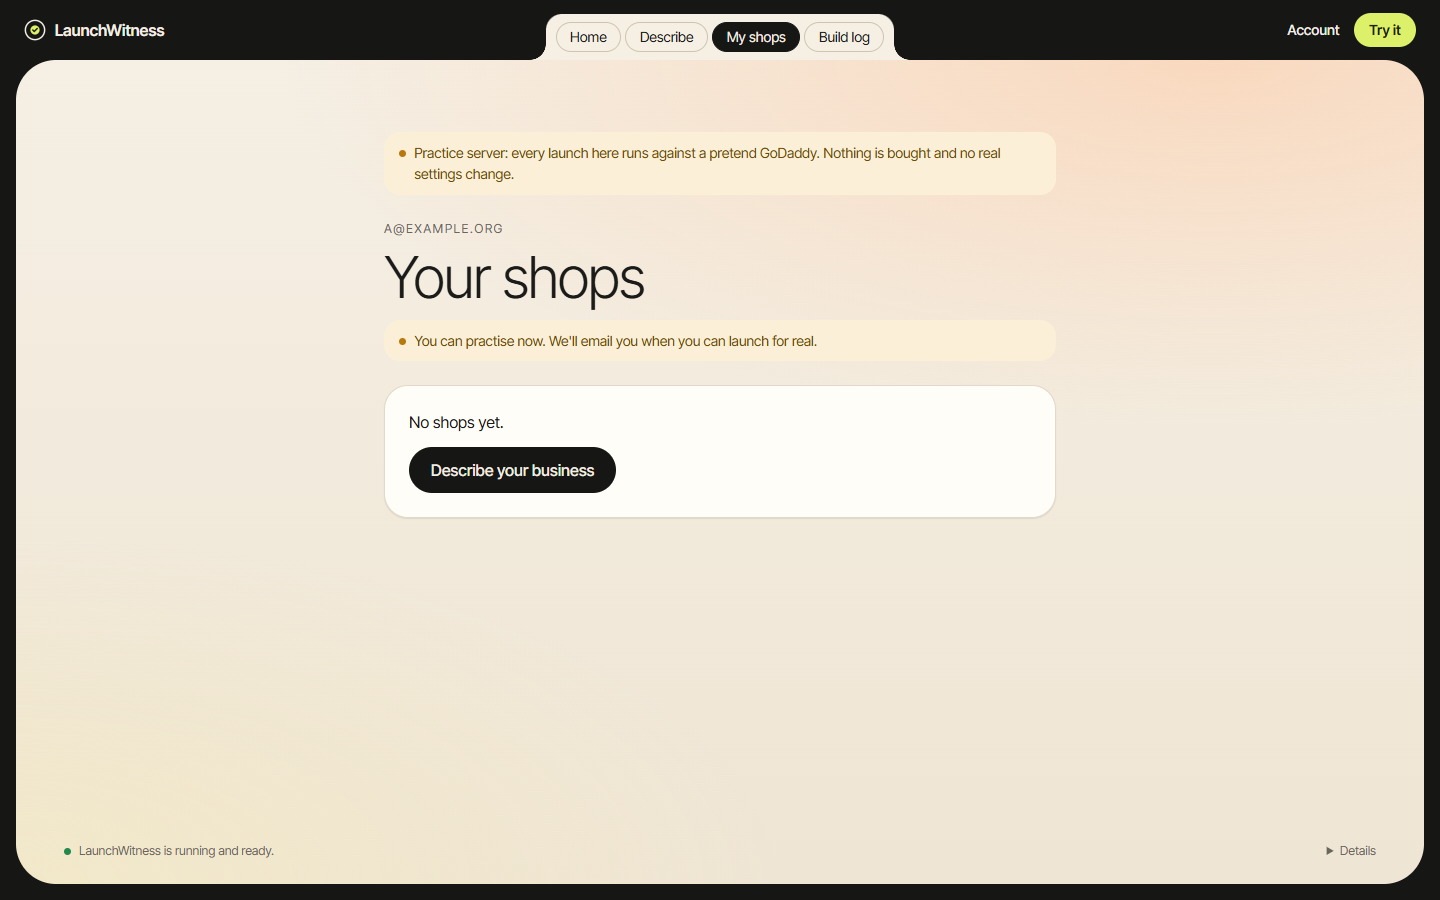 LaunchWitness
Home
Describe
My shops
Build log
Account
Try it
Practice server: every launch here runs against a pretend GoDaddy. Nothing is bought and no real
settings change.
A@EXAMPLE.ORG
Your shops
You can practise now. We'll email you when you can launch for real.
No shops yet.
Describe your business
LaunchWitness is running and ready.
Details